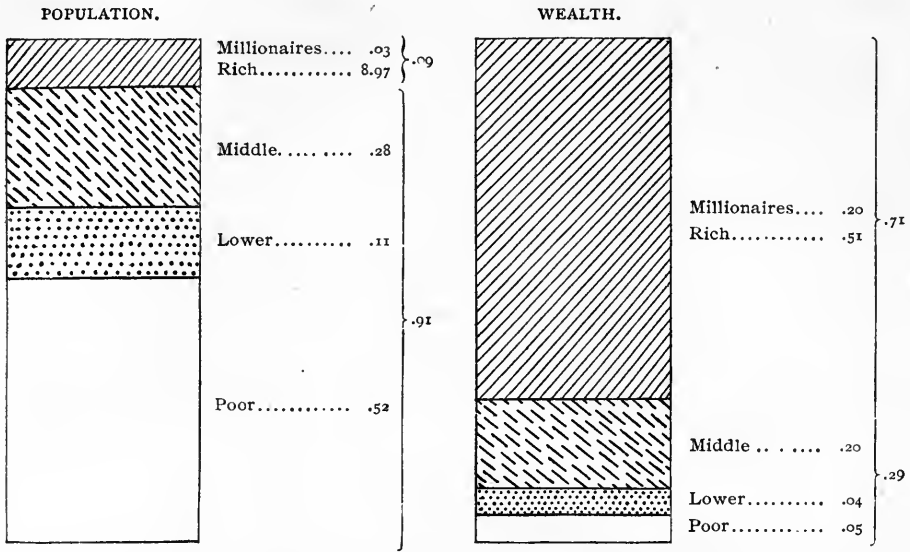 POPULATION.
Millionaires.... .03
Rich........... 8.97
.09
Middle......... .28
Lower.......... .11
.91
Poor............ .52
WEALTH.
Millionaires.... .20
Rich........... .51
.71
Middle .. . .... .20
.29
Lower.......... .04
Poor............ .05